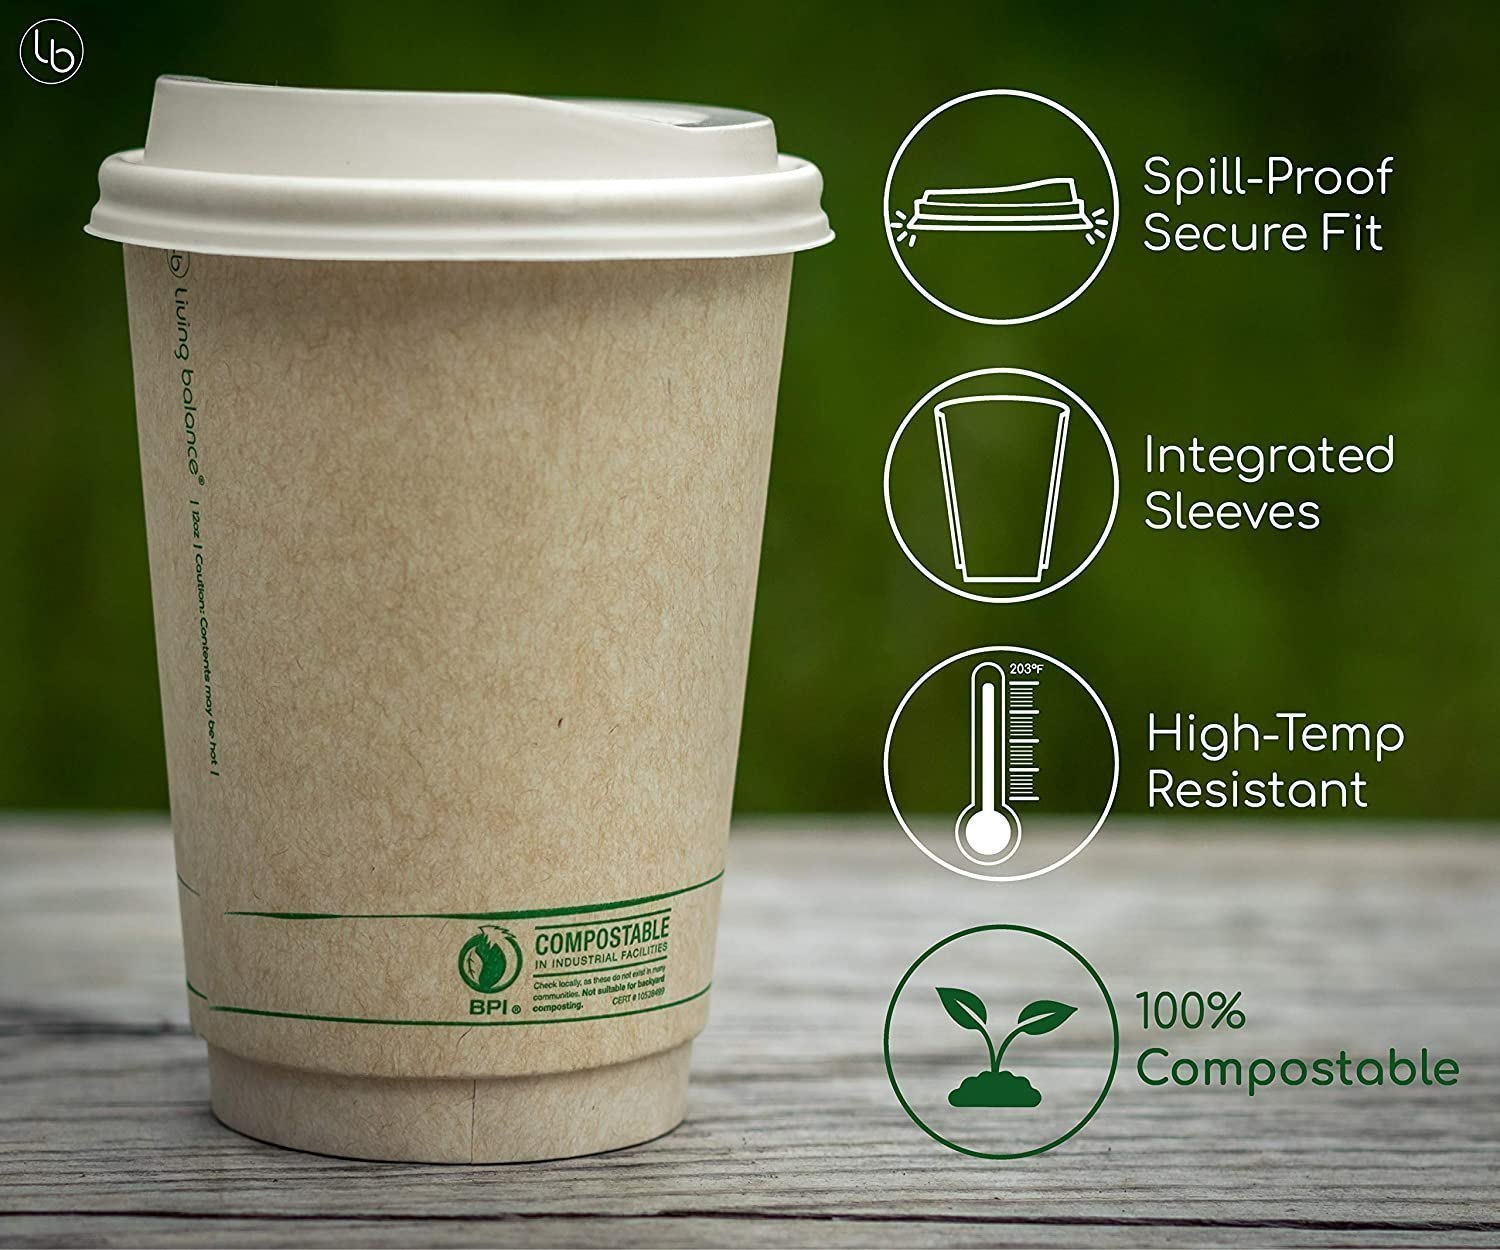 Lb
Living balance® | 12oz | Caution: Contents may be hot |
COMPOSTABLE
IN INDUSTRIAL FACILITIES
Check locally, as these do not exist in many
communities. Not suitable for backyard
composting. CERT # 10528499
BPI®
Spill-Proof
Secure Fit
Integrated
Sleeves
203°F
High-Temp
Resistant
100%
Compostable